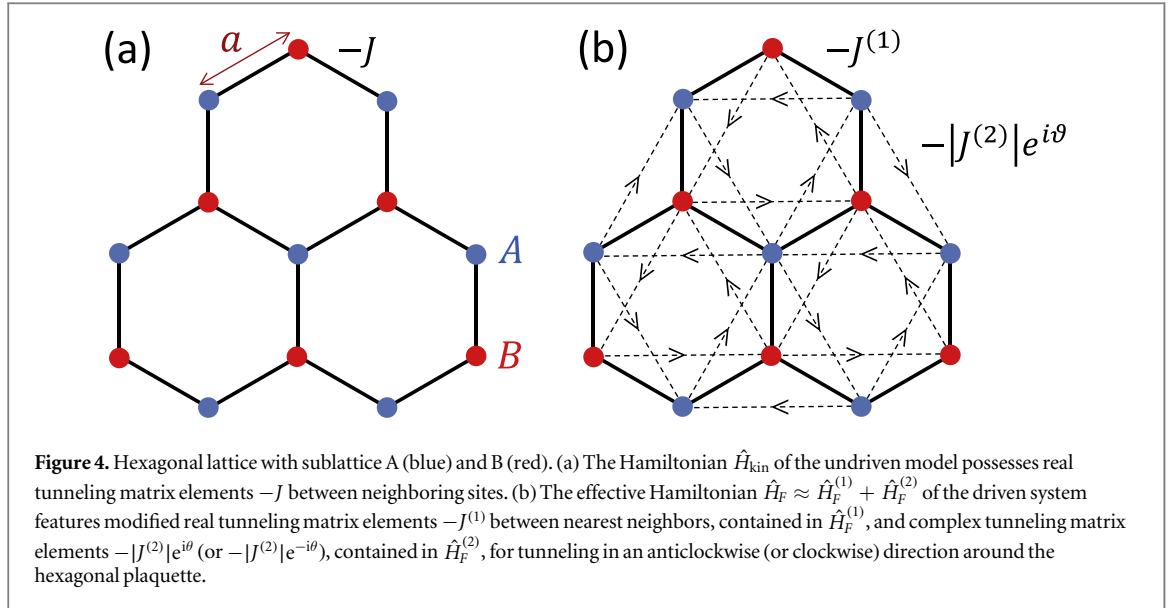 (a)
a
−J
A
B
(b)
−J⁽¹⁾
−|J⁽²⁾|e^{iϑ}
Figure 4. Hexagonal lattice with sublattice A (blue) and B (red). (a) The Hamiltonian Ĥ_kin of the undriven model possesses real
tunneling matrix elements −J between neighboring sites. (b) The effective Hamiltonian Ĥ_F ≈ Ĥ_F^{(1)} + Ĥ_F^{(2)} of the driven system
features modified real tunneling matrix elements −J⁽¹⁾ between nearest neighbors, contained in Ĥ_F^{(1)}, and complex tunneling matrix
elements −|J⁽²⁾|e^{iθ} (or −|J⁽²⁾|e^{−iθ}), contained in Ĥ_F^{(2)}, for tunneling in an anticlockwise (or clockwise) direction around the
hexagonal plaquette.